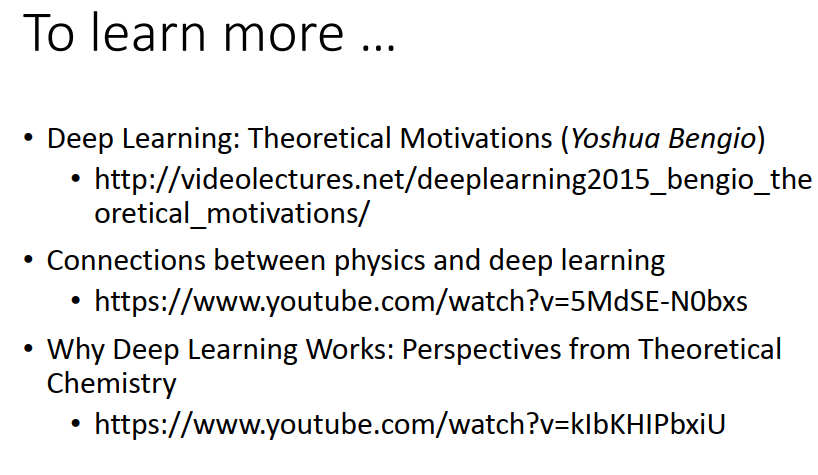 To learn more …
• Deep Learning: Theoretical Motivations (Yoshua Bengio)
• http://videolectures.net/deeplearning2015_bengio_the
oretical_motivations/
• Connections between physics and deep learning
• https://www.youtube.com/watch?v=5MdSE-N0bxs
• Why Deep Learning Works: Perspectives from Theoretical
Chemistry
• https://www.youtube.com/watch?v=kIbKHIPbxiU